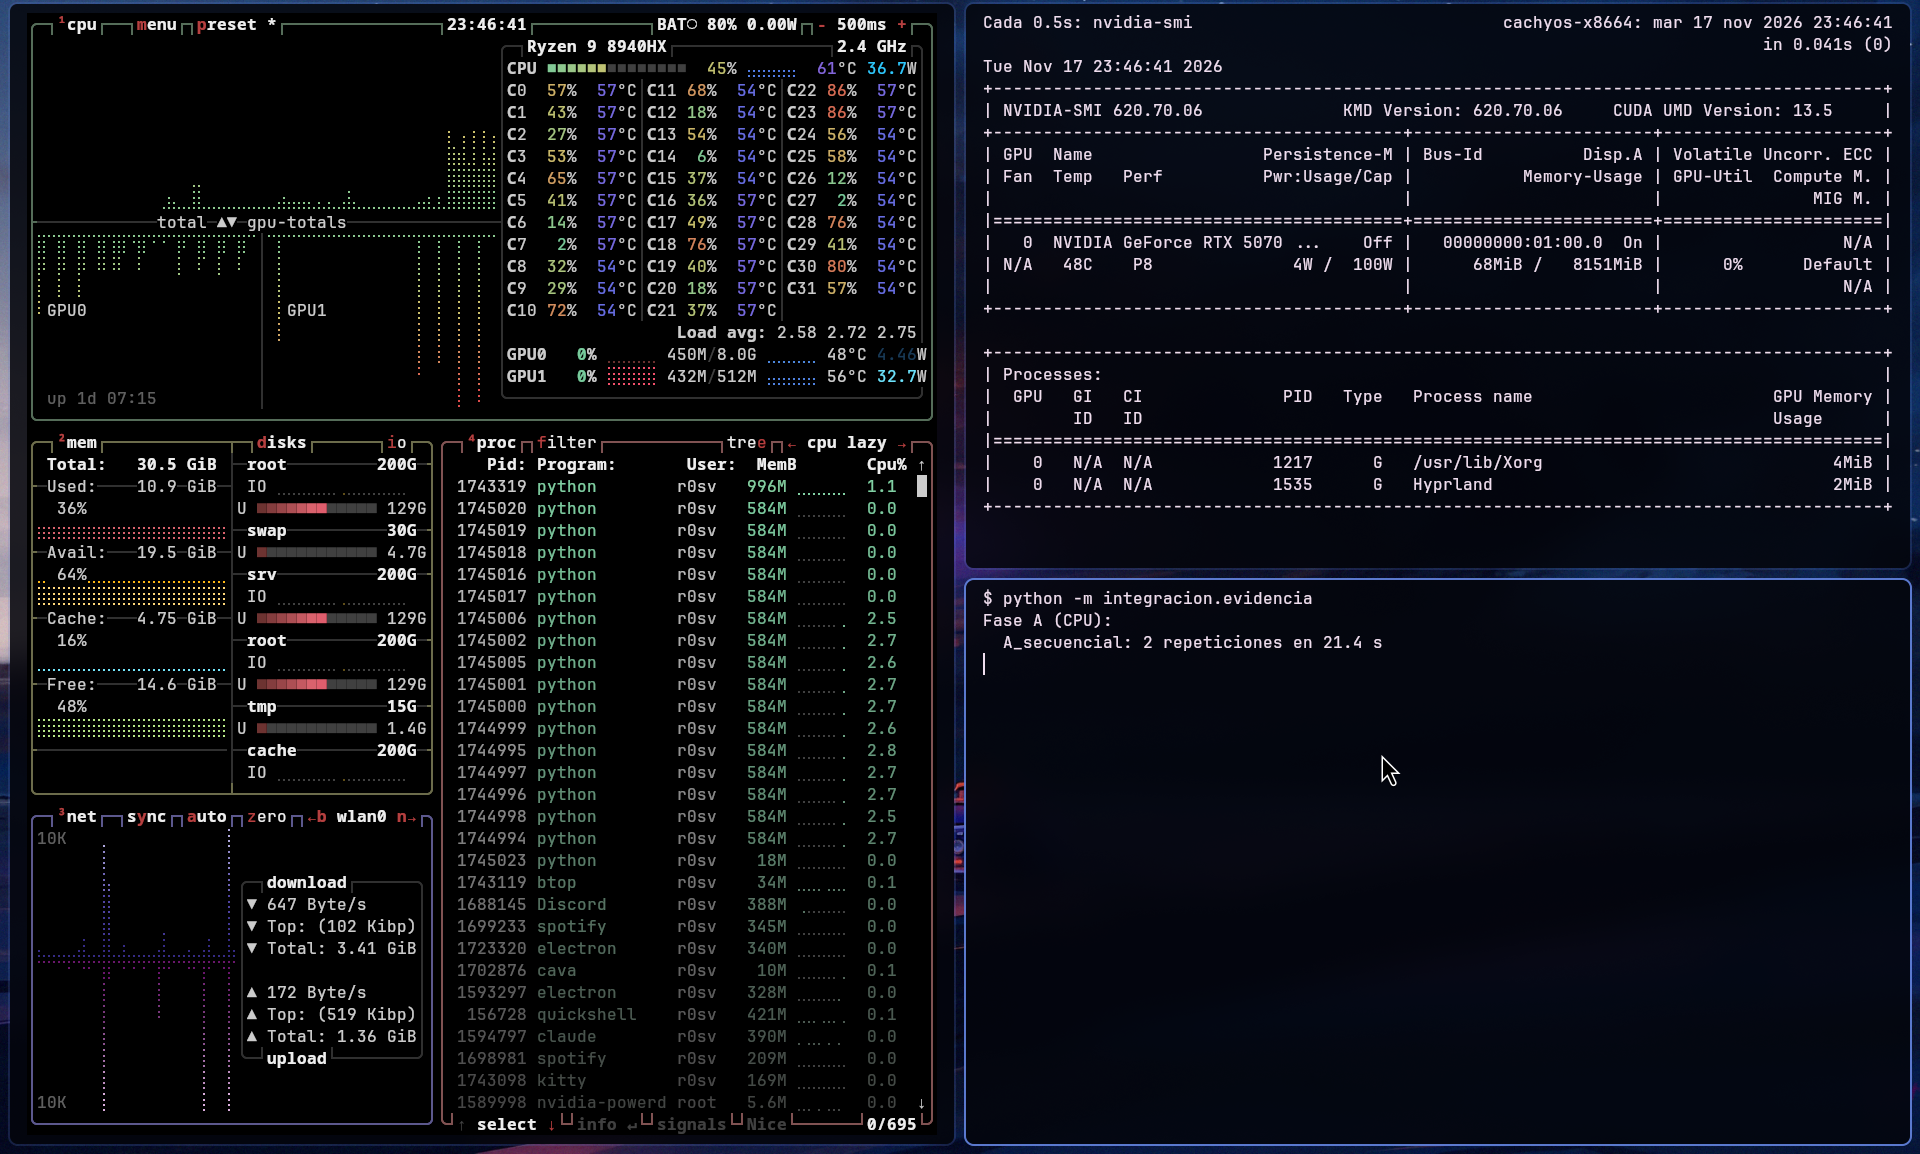 ¹cpu menu preset * 23:46:41 BAT 80% 0.00W - 500ms +
Ryzen 9 8940HX 2.4 GHz
CPU 45% 61°C 36.7W
C0 57% 57°C C11 68% 54°C C22 86% 57°C
C1 43% 57°C C12 18% 54°C C23 86% 57°C
C2 27% 57°C C13 54% 54°C C24 56% 54°C
C3 53% 57°C C14 6% 54°C C25 58% 54°C
C4 65% 57°C C15 37% 54°C C26 12% 54°C
C5 41% 57°C C16 36% 57°C C27 2% 54°C
C6 14% 57°C C17 49% 57°C C28 76% 54°C
C7 2% 57°C C18 76% 57°C C29 41% 54°C
C8 32% 54°C C19 40% 57°C C30 80% 54°C
C9 29% 54°C C20 18% 57°C C31 57% 54°C
C10 72% 54°C C21 37% 57°C
Load avg: 2.58 2.72 2.75
GPU0 0% 450M/8.0G 48°C 4.46W
GPU1 0% 432M/512M 56°C 32.7W
total ▲▼ gpu-totals
GPU0 GPU1
up 1d 07:15
²mem disks io
Total: 30.5 GiB
Used: 10.9 GiB
36%
Avail: 19.5 GiB
64%
Cache: 4.75 GiB
16%
Free: 14.6 GiB
48%
root 200G
IO
U 129G
swap 30G
U 4.7G
srv 200G
IO
U 129G
root 200G
IO
U 129G
tmp 15G
U 1.4G
cache 200G
IO
³net sync auto zero ←b wlan0 n→
10K
download
▼ 647 Byte/s
▼ Top: (102 Kibp)
▼ Total: 3.41 GiB
▲ 172 Byte/s
▲ Top: (519 Kibp)
▲ Total: 1.36 GiB
upload
10K
⁴proc filter tree ← cpu lazy →
Pid: Program: User: MemB Cpu% ↑
1743319 python r0sv 996M 1.1
1745020 python r0sv 584M 0.0
1745019 python r0sv 584M 0.0
1745018 python r0sv 584M 0.0
1745016 python r0sv 584M 0.0
1745017 python r0sv 584M 0.0
1745006 python r0sv 584M 2.5
1745002 python r0sv 584M 2.7
1745005 python r0sv 584M 2.6
1745001 python r0sv 584M 2.7
1745000 python r0sv 584M 2.7
1744999 python r0sv 584M 2.6
1744995 python r0sv 584M 2.8
1744997 python r0sv 584M 2.7
1744996 python r0sv 584M 2.7
1744998 python r0sv 584M 2.5
1744994 python r0sv 584M 2.7
1745023 python r0sv 18M 0.0
1743119 btop r0sv 34M 0.1
1688145 Discord r0sv 388M 0.0
1699233 spotify r0sv 345M 0.0
1723320 electron r0sv 340M 0.0
1702876 cava r0sv 10M 0.1
1593297 electron r0sv 328M 0.0
156728 quickshell r0sv 421M 0.1
1594797 claude r0sv 390M 0.0
1698981 spotify r0sv 209M 0.0
1743098 kitty r0sv 169M 0.0
1589998 nvidia-powerd root 5.6M 0.0 ↓
↑ select ↓ info ↵ signals Nice 0/695
Cada 0.5s: nvidia-smi cachyos-x8664: mar 17 nov 2026 23:46:41
in 0.041s (0)
Tue Nov 17 23:46:41 2026
| NVIDIA-SMI 620.70.06 KMD Version: 620.70.06 CUDA UMD Version: 13.5 |
| GPU Name Persistence-M | Bus-Id Disp.A | Volatile Uncorr. ECC |
| Fan Temp Perf Pwr:Usage/Cap | Memory-Usage | GPU-Util Compute M. |
| | | MIG M. |
| 0 NVIDIA GeForce RTX 5070 ... Off | 00000000:01:00.0 On | N/A |
| N/A 48C P8 4W / 100W | 68MiB / 8151MiB | 0% Default |
| | | N/A |
| Processes: |
| GPU GI CI PID Type Process name GPU Memory |
| ID ID Usage |
| 0 N/A N/A 1217 G /usr/lib/Xorg 4MiB |
| 0 N/A N/A 1535 G Hyprland 2MiB |
$ python -m integracion.evidencia
Fase A (CPU):
A_secuencial: 2 repeticiones en 21.4 s